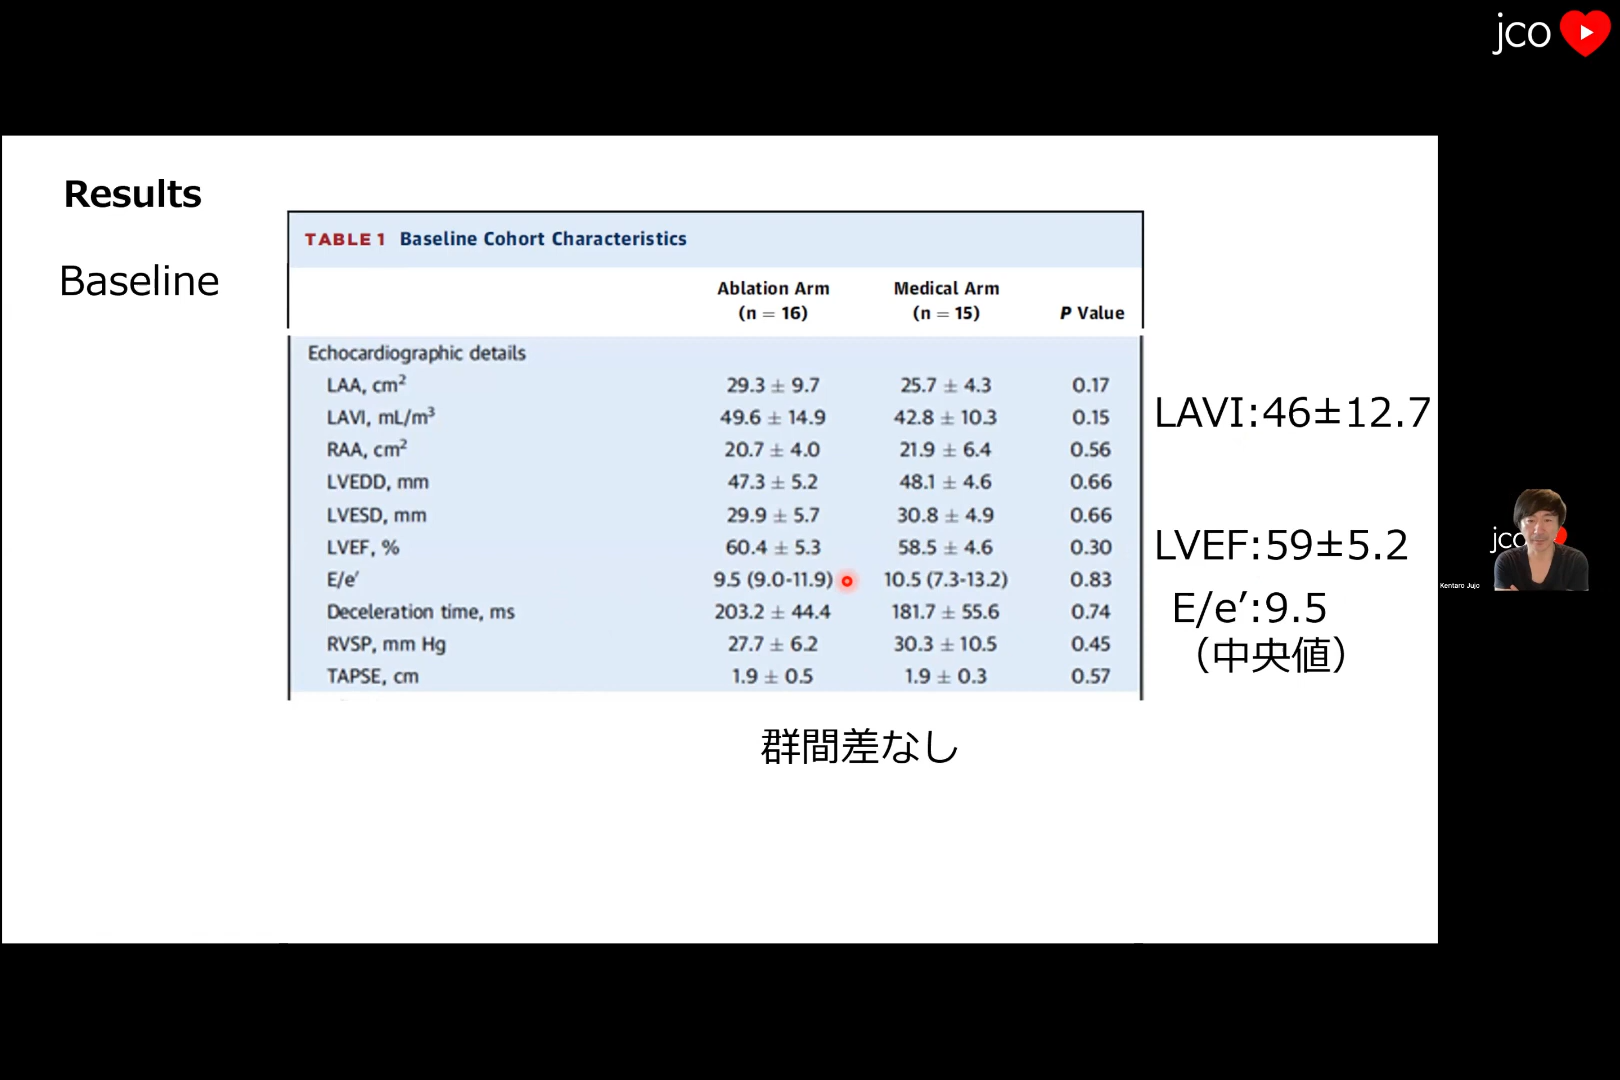 jco
Results
Baseline
TABLE 1 Baseline Cohort Characteristics
Ablation Arm (n = 16) Medical Arm (n = 15) P Value
Echocardiographic details
LAA, cm² 29.3 ± 9.7 25.7 ± 4.3 0.17
LAVI, mL/m³ 49.6 ± 14.9 42.8 ± 10.3 0.15
RAA, cm² 20.7 ± 4.0 21.9 ± 6.4 0.56
LVEDD, mm 47.3 ± 5.2 48.1 ± 4.6 0.66
LVESD, mm 29.9 ± 5.7 30.8 ± 4.9 0.66
LVEF, % 60.4 ± 5.3 58.5 ± 4.6 0.30
E/e′ 9.5 (9.0-11.9) 10.5 (7.3-13.2) 0.83
Deceleration time, ms 203.2 ± 44.4 181.7 ± 55.6 0.74
RVSP, mm Hg 27.7 ± 6.2 30.3 ± 10.5 0.45
TAPSE, cm 1.9 ± 0.5 1.9 ± 0.3 0.57
LAVI:46±12.7
LVEF:59±5.2
E/e′:9.5
（中央値）
群間差なし
jco
Kentaro Jujo